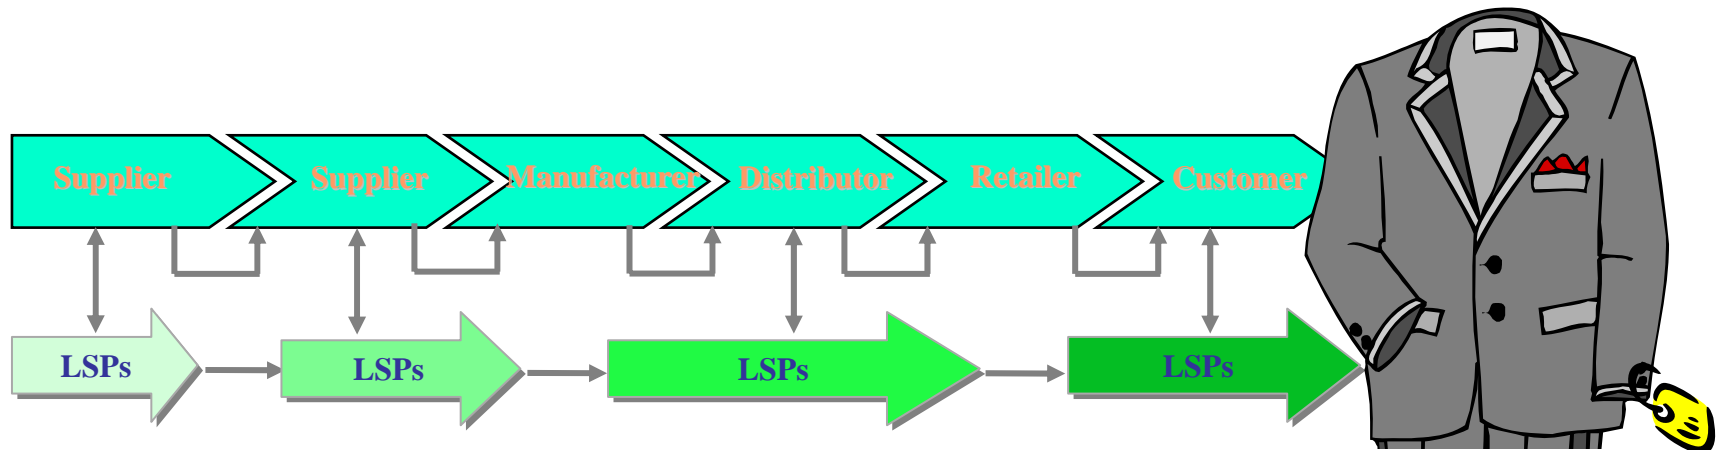 Supplier
Supplier
Manufacturer
Distributor
Retailer
Customer
LSPs
LSPs
LSPs
LSPs